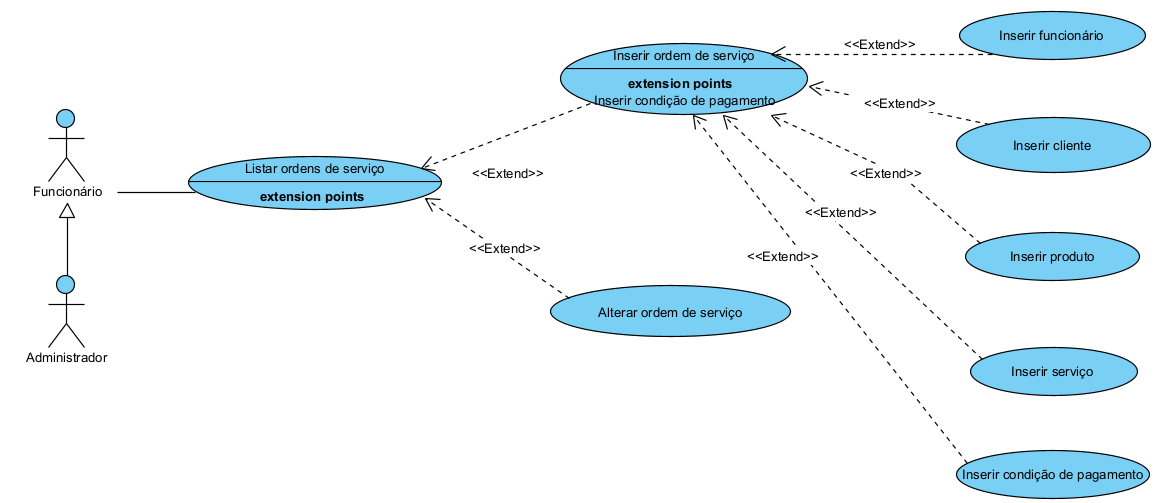 Funcionário
Administrador
Listar ordens de serviço
extension points
<<Extend>>
<<Extend>>
Inserir ordem de serviço
extension points
Inserir condição de pagamento
Alterar ordem de serviço
<<Extend>>
<<Extend>>
<<Extend>>
<<Extend>>
<<Extend>>
Inserir funcionário
Inserir cliente
Inserir produto
Inserir serviço
Inserir condição de pagamento